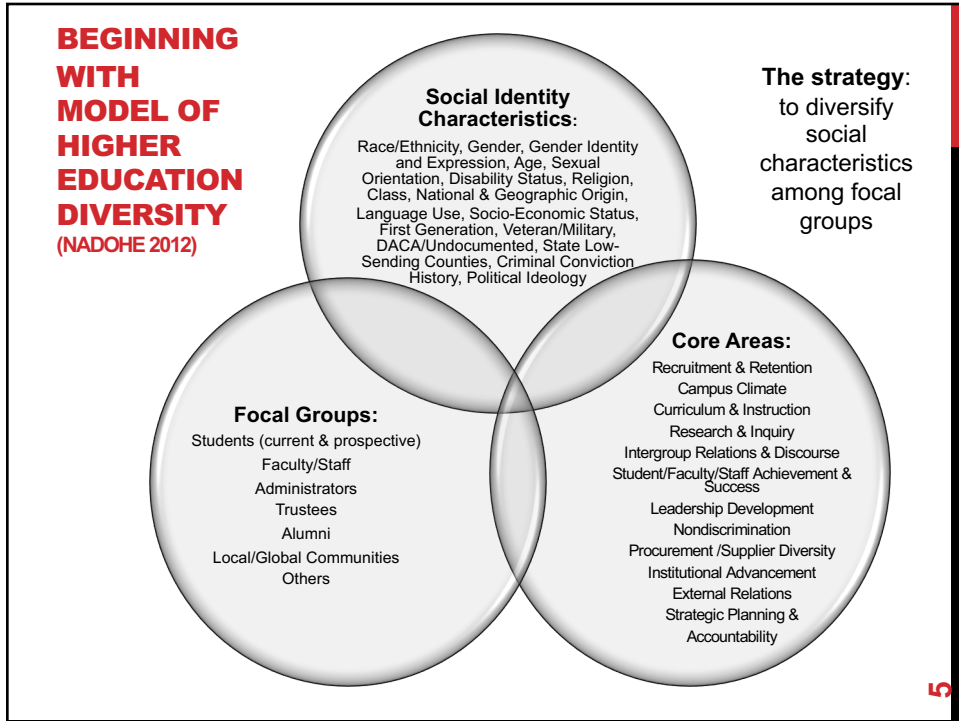 BEGINNING
WITH
MODEL OF
HIGHER
EDUCATION
DIVERSITY
(NADOHE 2012)
The strategy:
to diversify
social
characteristics
among focal
groups
Social Identity
Characteristics:
Race/Ethnicity, Gender, Gender Identity
and Expression, Age, Sexual
Orientation, Disability Status, Religion,
Class, National & Geographic Origin,
Language Use, Socio-Economic Status,
First Generation, Veteran/Military,
DACA/Undocumented, State Low-
Sending Counties, Criminal Conviction
History, Political Ideology
Focal Groups:
Students (current & prospective)
Faculty/Staff
Administrators
Trustees
Alumni
Local/Global Communities
Others
Core Areas:
Recruitment & Retention
Campus Climate
Curriculum & Instruction
Research & Inquiry
Intergroup Relations & Discourse
Student/Faculty/Staff Achievement &
Success
Leadership Development
Nondiscrimination
Procurement /Supplier Diversity
Institutional Advancement
External Relations
Strategic Planning &
Accountability
5